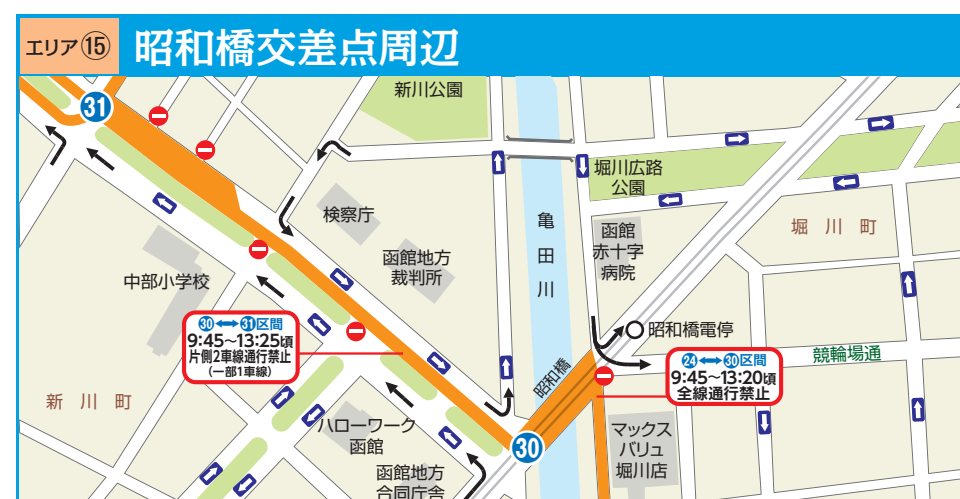 エリア⑮
昭和橋交差点周辺
31
新川公園
堀川広路
公園
検察庁
亀田川
函館
赤十字
病院
堀川町
函館地方
裁判所
中部小学校
30⟷31区間
9:45~13:25頃
片側2車線通行禁止
(一部1車線)
昭和橋電停
競輪場通
24⟷30区間
9:45~13:20頃
全線通行禁止
昭和橋
新川町
ハローワーク
函館
30
マックス
バリュ
堀川店
函館地方
合同庁舎